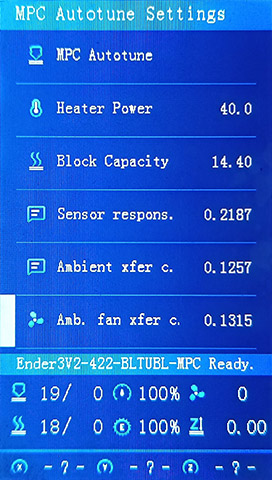 MPC Autotune Settings
MPC Autotune
Heater Power 40.0
Block Capacity 14.40
Sensor respons. 0.2187
Ambient xfer c. 0.1257
Amb. fan xfer c. 0.1315
Ender3V2-422-BLTUBL-MPC Ready.
19/ 0 100% 0
18/ 0 E 100% Z 0.00
X - ? - Y - ? - Z - ? -